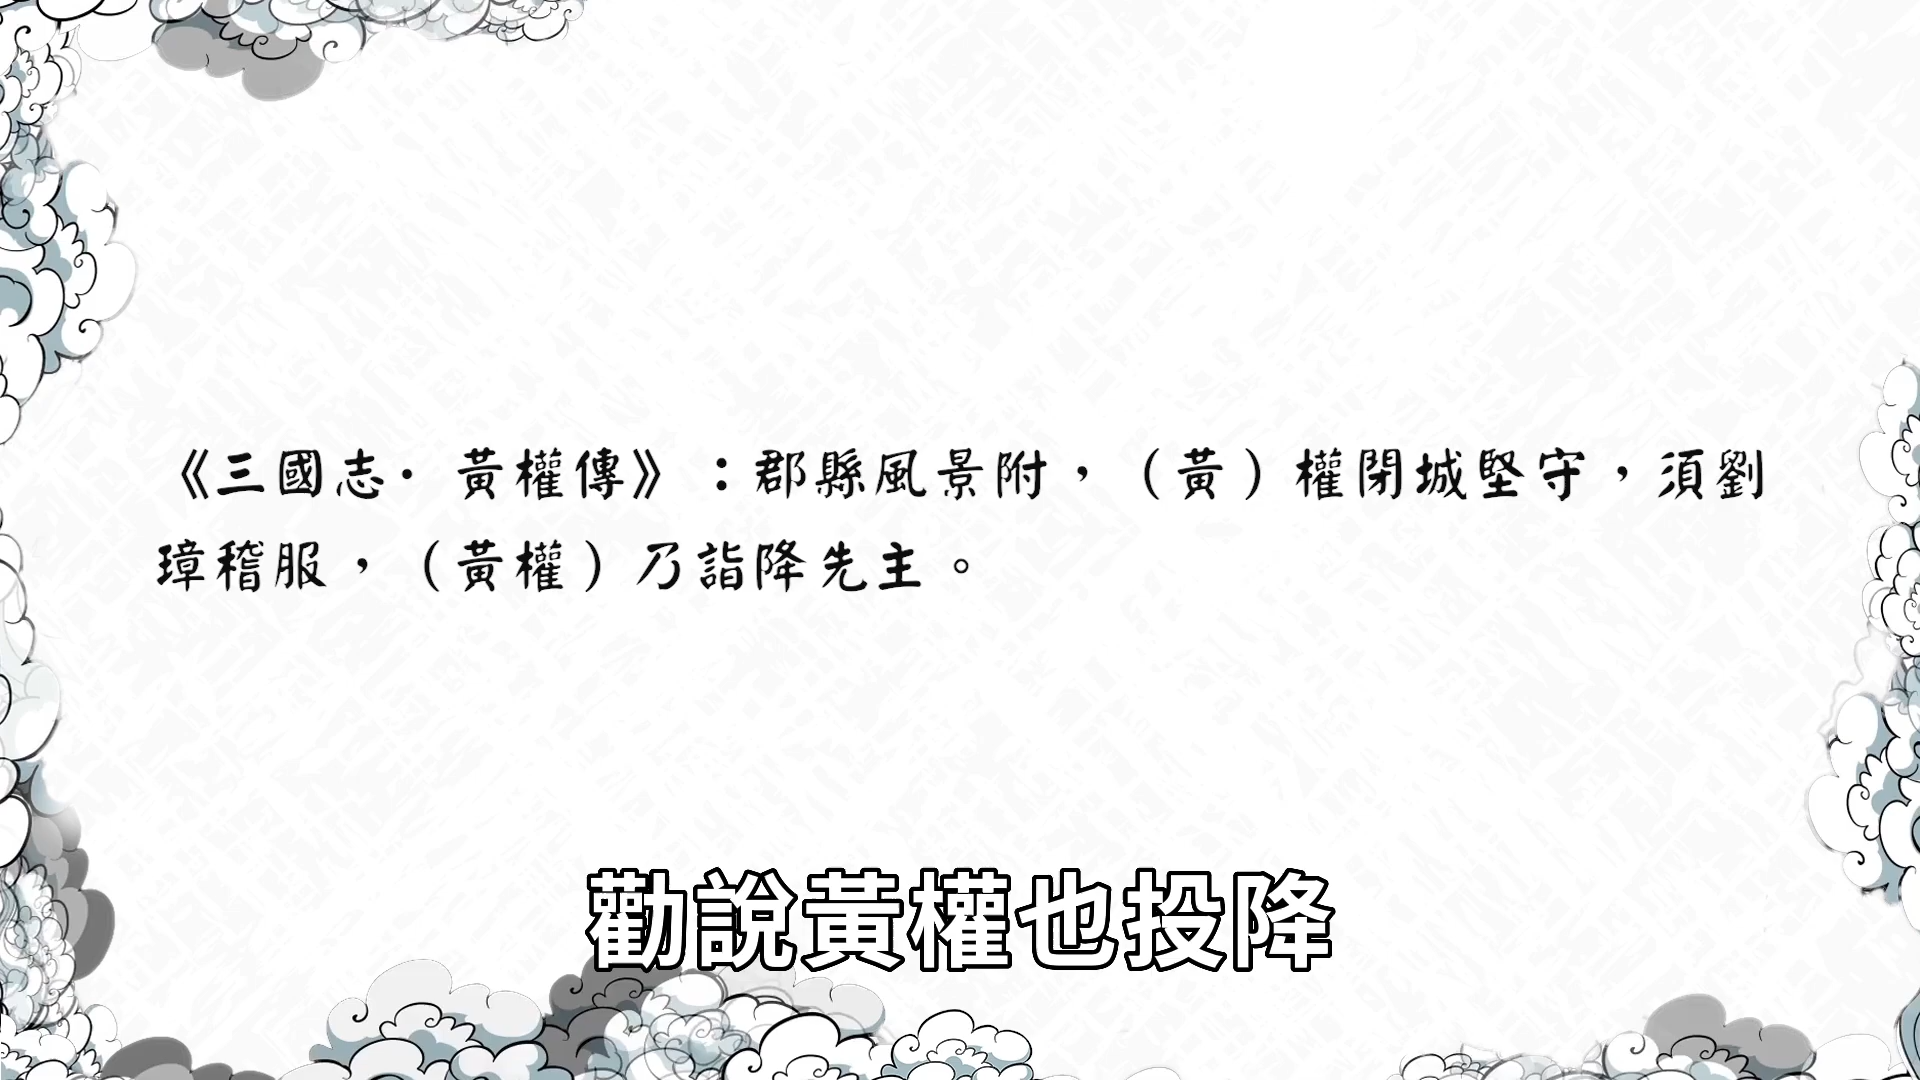 《三國志·黃權傳》：郡縣風景附，（黃）權閉城堅守，須劉
璋稽服，（黃權）乃詣降先主。
勸說黃權也投降